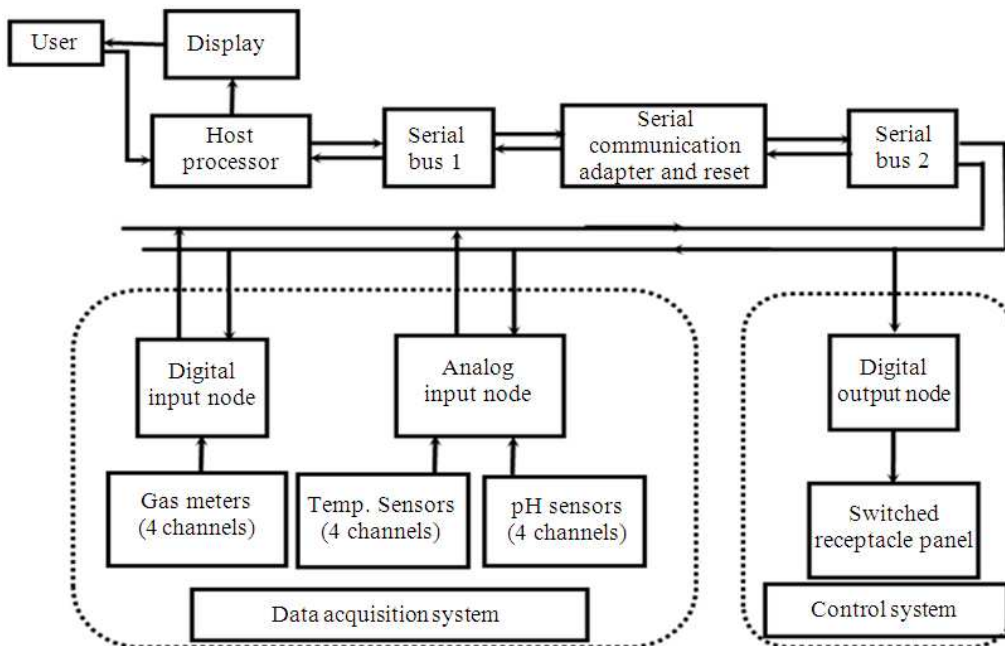 User
Display
Host
processor
Serial
bus 1
Serial
communication
adapter and reset
Serial
bus 2
Digital
input node
Analog
input node
Digital
output node
Gas meters
(4 channels)
Temp. Sensors
(4 channels)
pH sensors
(4 channels)
Switched
receptacle panel
Data acquisition system
Control system